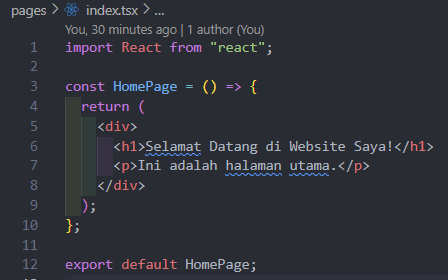 pages > index.tsx > ...
You, 30 minutes ago | 1 author (You)
1 import React from "react";
2
3 const HomePage = () => {
4 return (
5 <div>
6 <h1>Selamat Datang di Website Saya!</h1>
7 <p>Ini adalah halaman utama.</p>
8 </div>
9 );
10 };
11
12 export default HomePage;